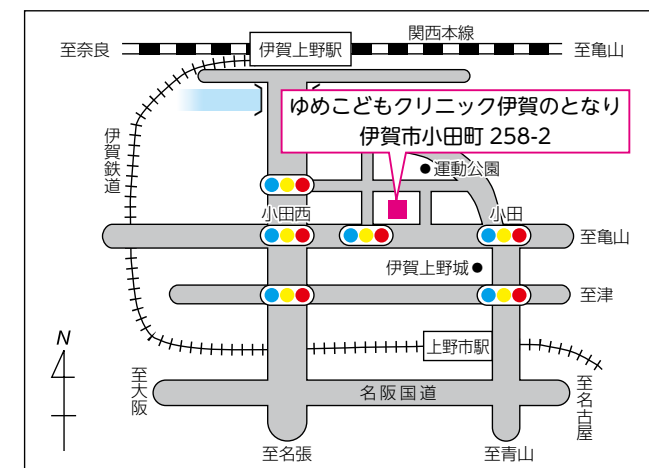 関西本線
至奈良
伊賀上野駅
至亀山
ゆめこどもクリニック伊賀のとなり
伊賀市小田町 258-2
伊賀鉄道
運動公園
小田西
小田
至亀山
伊賀上野城
至津
N
上野市駅
至大阪
名阪国道
至名古屋
至名張
至青山